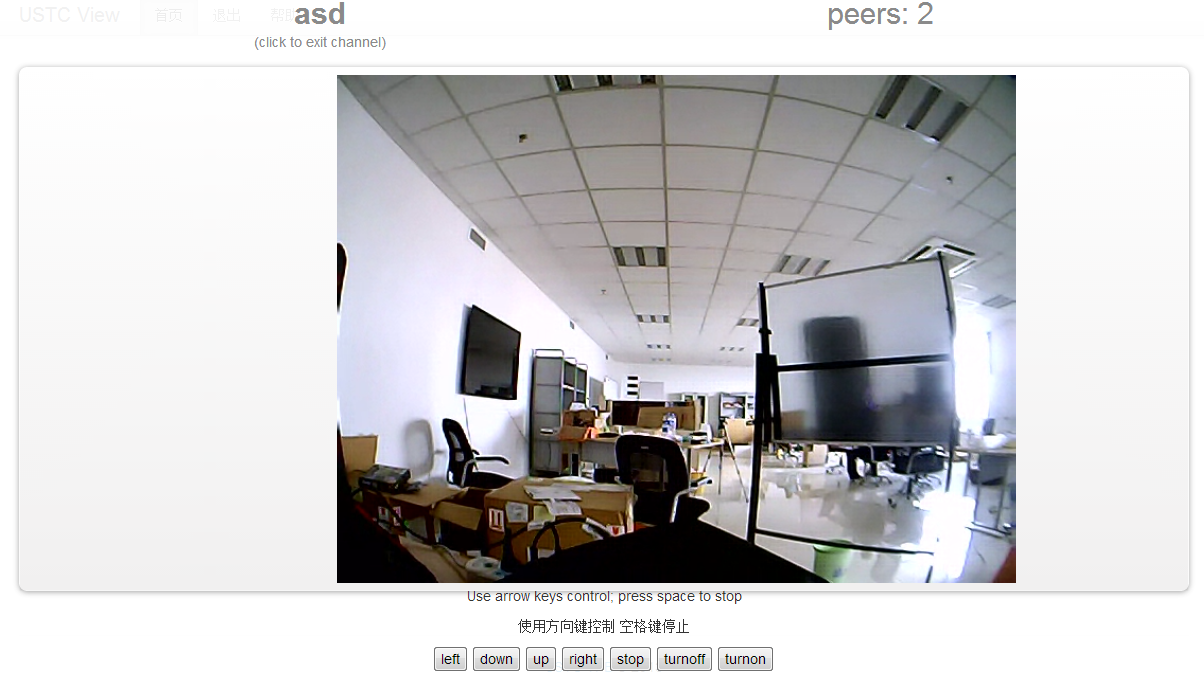 USTC View 首页 退出 帮助 asd peers: 2
(click to exit channel)
Use arrow keys control; press space to stop
使用方向键控制 空格键停止
left down up right stop turnoff turnon